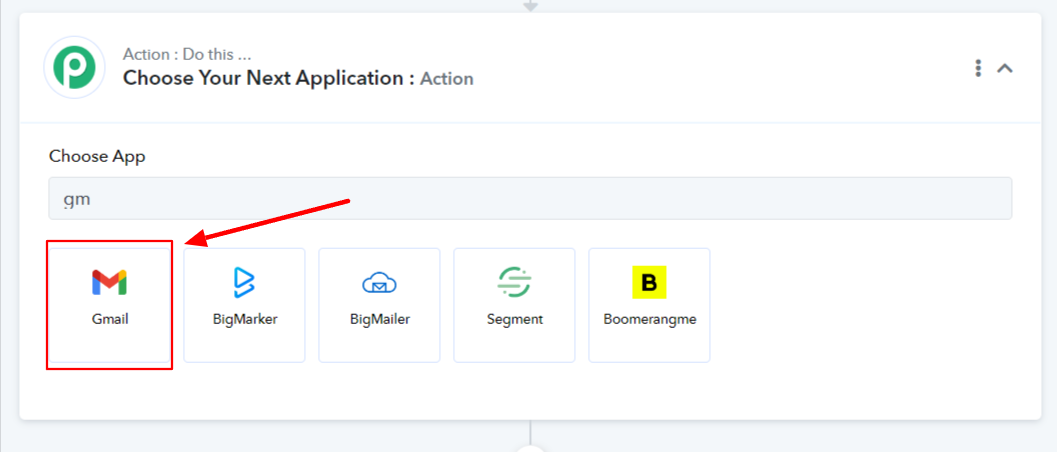 Action : Do this ...
Choose Your Next Application : Action
Choose App
gm
Gmail
BigMarker
BigMailer
Segment
B
Boomerangme